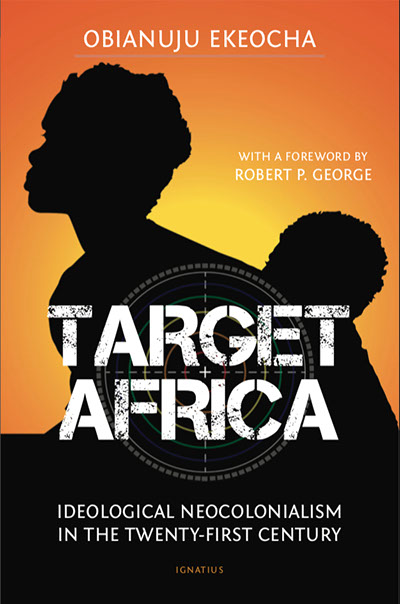 OBIANUJU EKEOCHA
WITH A FOREWORD BY
ROBERT P. GEORGE
TARGET
AFRICA
IDEOLOGICAL NEOCOLONIALISM
IN THE TWENTY-FIRST CENTURY
IGNATIUS